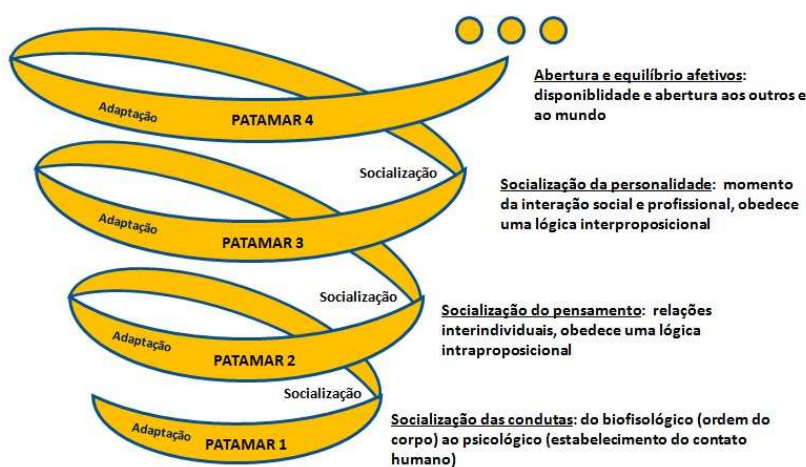 Abertura e equilíbrio afetivos:
disponiblidade e abertura aos outros e
ao mundo
Adaptação
PATAMAR 4
Socialização
Socialização da personalidade: momento
da interação social e profissional, obedece
uma lógica interproposicional
Adaptação
PATAMAR 3
Socialização
Socialização do pensamento: relações
interindividuais, obedece uma lógica
intraproposicional
Adaptação
PATAMAR 2
Socialização
Socialização das condutas: do biofisológico (ordem do
corpo) ao psicológico (estabelecimento do contato
humano)
Adaptação
PATAMAR 1